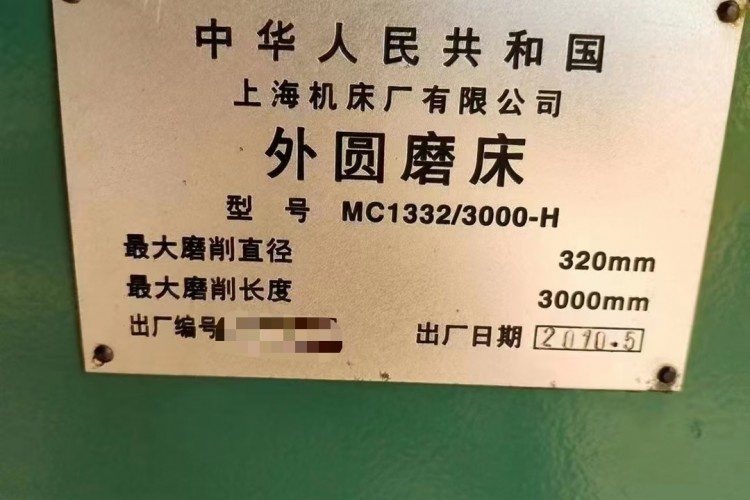 中华人民共和国
上海机床厂有限公司
外圆磨床
型 号 MC1332/3000-H
最大磨削直径 320mm
最大磨削长度 3000mm
出厂编号 出厂日期 2010.5